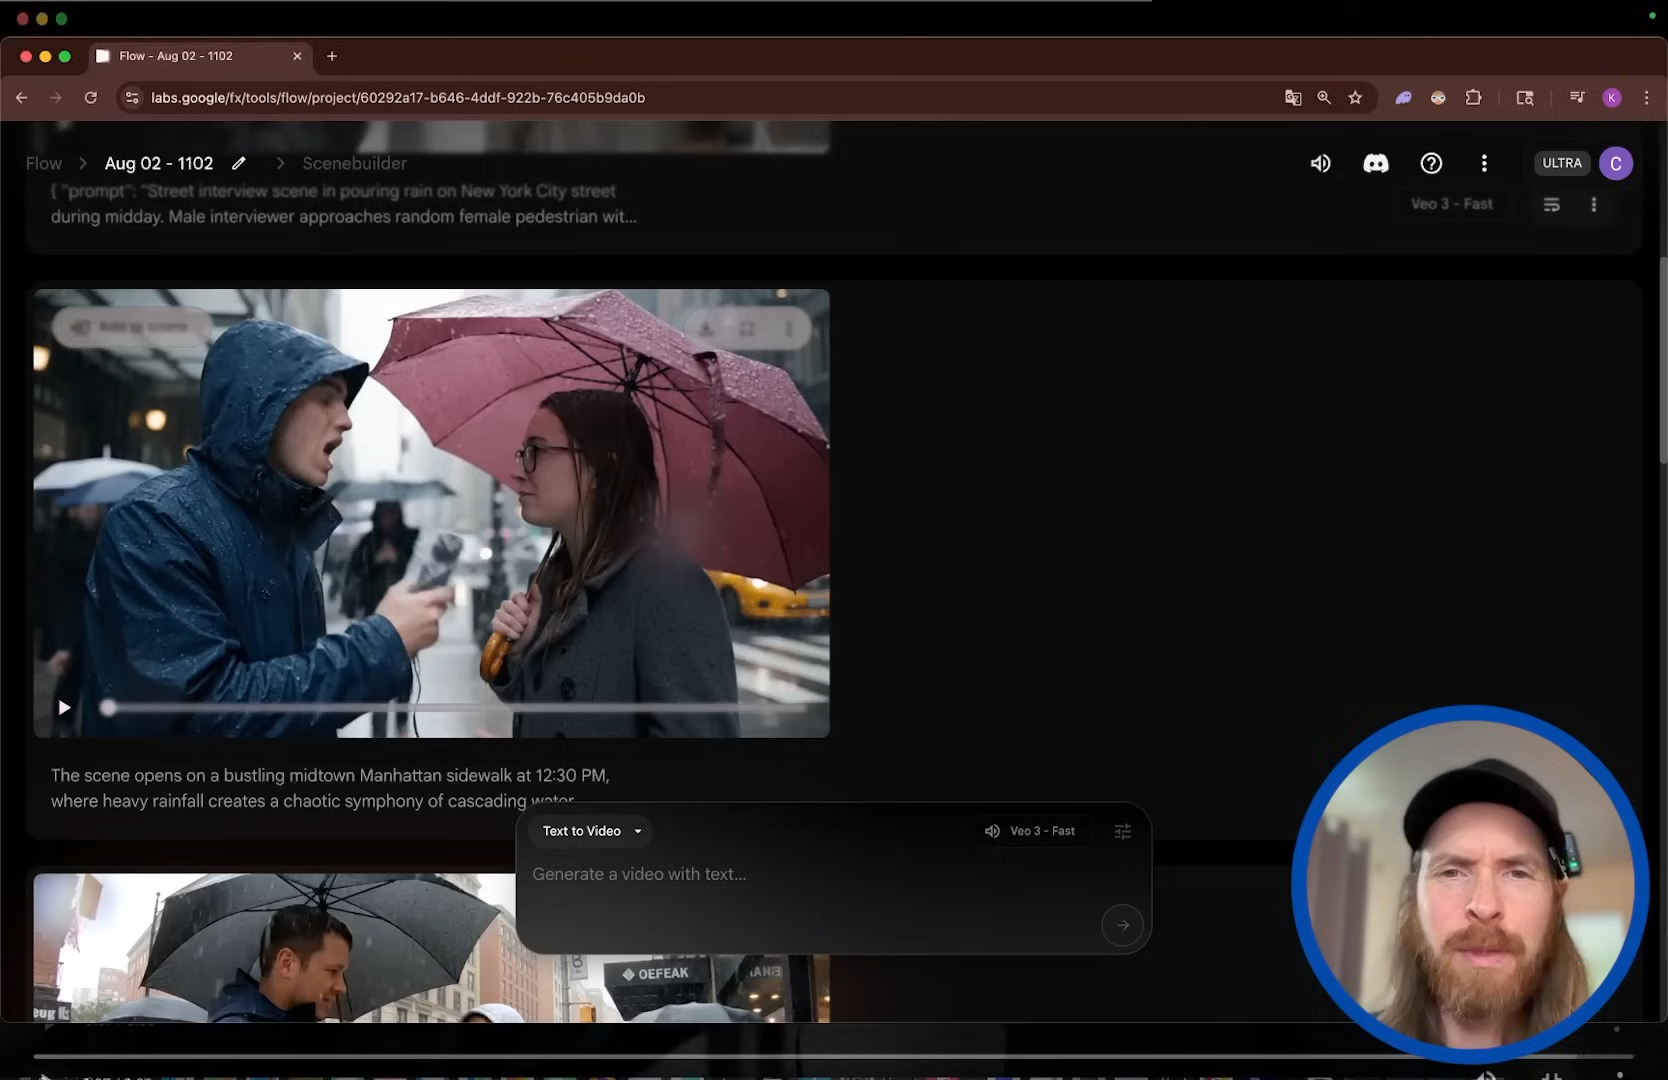 Flow - Aug 02 - 1102
labs.google/fx/tools/flow/project/60292a17-b646-4ddf-922b-76c405b9da0b
K
Flow > Aug 02 - 1102 > Scenebuilder
ULTRA
C
{ "prompt": "Street interview scene in pouring rain on New York City street
during midday. Male interviewer approaches random female pedestrian wit...
Veo 3 - Fast
Add to scene
The scene opens on a bustling midtown Manhattan sidewalk at 12:30 PM,
where heavy rainfall creates a chaotic symphony of cascading water
Text to Video
Veo 3 - Fast
Generate a video with text...
OEFEAK